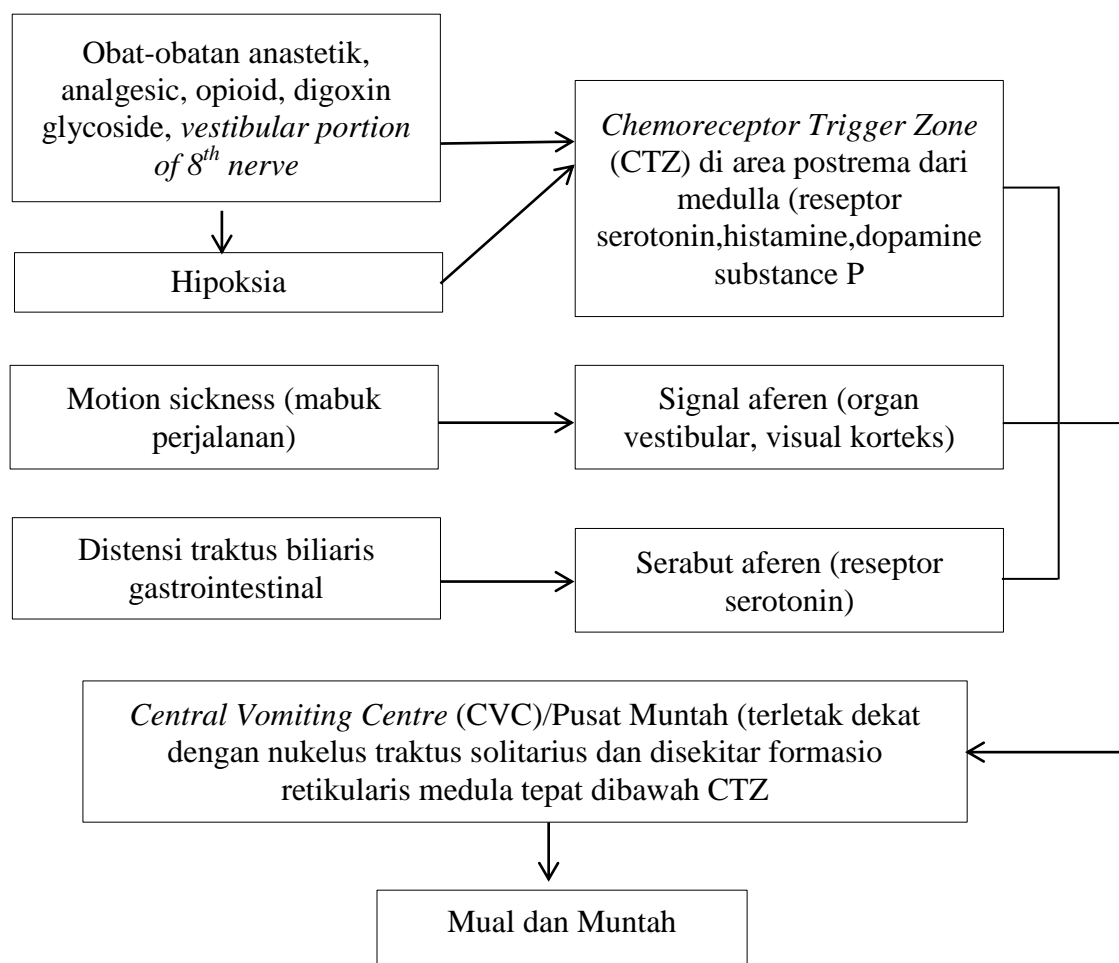 Obat-obatan anastetik,
analgesic, opioid, digoxin
glycoside, vestibular portion
of 8th nerve
Chemoreceptor Trigger Zone
(CTZ) di area postrema dari
medulla (reseptor
serotonin,histamine,dopamine
substance P
Hipoksia
Motion sickness (mabuk
perjalanan)
Signal aferen (organ
vestibular, visual korteks)
Distensi traktus biliaris
gastrointestinal
Serabut aferen (reseptor
serotonin)
Central Vomiting Centre (CVC)/Pusat Muntah (terletak dekat
dengan nukelus traktus solitarius dan disekitar formasio
retikularis medula tepat dibawah CTZ
Mual dan Muntah